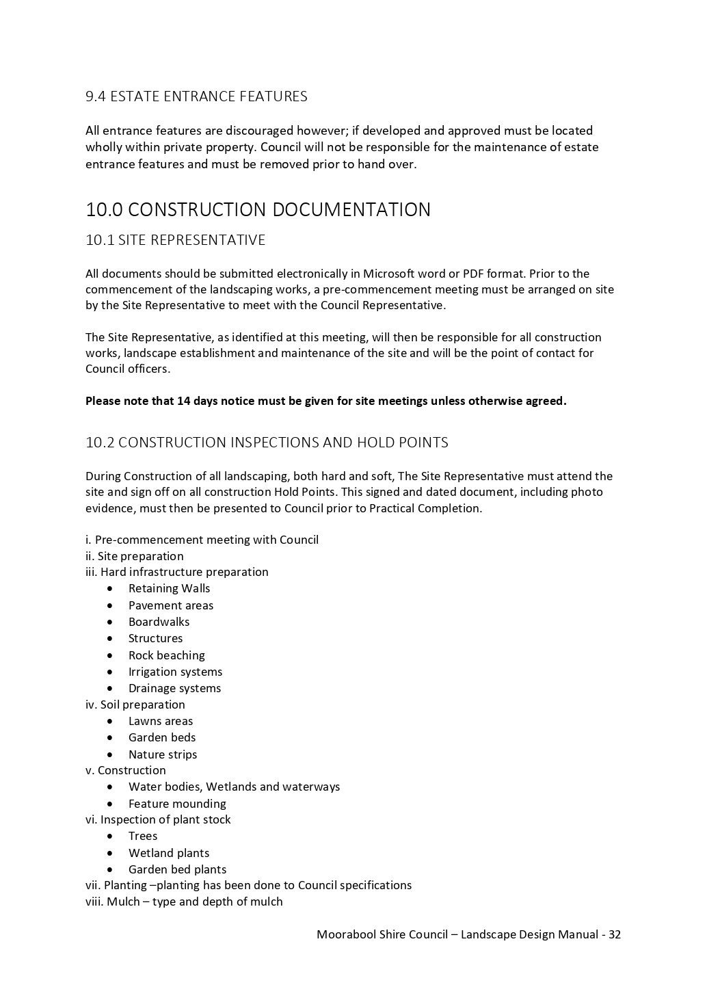 9.4 ESTATE ENTRANCE FEATURES
All entrance features are discouraged however; if developed and approved must be located
wholly within private property. Council will not be responsible for the maintenance of estate
entrance features and must be removed prior to hand over.
10.0 CONSTRUCTION DOCUMENTATION
10.1 SITE REPRESENTATIVE
All documents should be submitted electronically in Microsoft word or PDF format. Prior to the
commencement of the landscaping works, a pre-commencement meeting must be arranged on site
by the Site Representative to meet with the Council Representative.
The Site Representative, as identified at this meeting, will then be responsible for all construction
works, landscape establishment and maintenance of the site and will be the point of contact for
Council officers.
Please note that 14 days notice must be given for site meetings unless otherwise agreed.
10.2 CONSTRUCTION INSPECTIONS AND HOLD POINTS
During Construction of all landscaping, both hard and soft, The Site Representative must attend the
site and sign off on all construction Hold Points. This signed and dated document, including photo
evidence, must then be presented to Council prior to Practical Completion.
i. Pre-commencement meeting with Council
ii. Site preparation
iii. Hard infrastructure preparation
• Retaining Walls
• Pavement areas
• Boardwalks
• Structures
• Rock beaching
• Irrigation systems
• Drainage systems
iv. Soil preparation
• Lawns areas
• Garden beds
• Nature strips
v. Construction
• Water bodies, Wetlands and waterways
• Feature mounding
vi. Inspection of plant stock
• Trees
• Wetland plants
• Garden bed plants
vii. Planting –planting has been done to Council specifications
viii. Mulch – type and depth of mulch
Moorabool Shire Council – Landscape Design Manual - 32